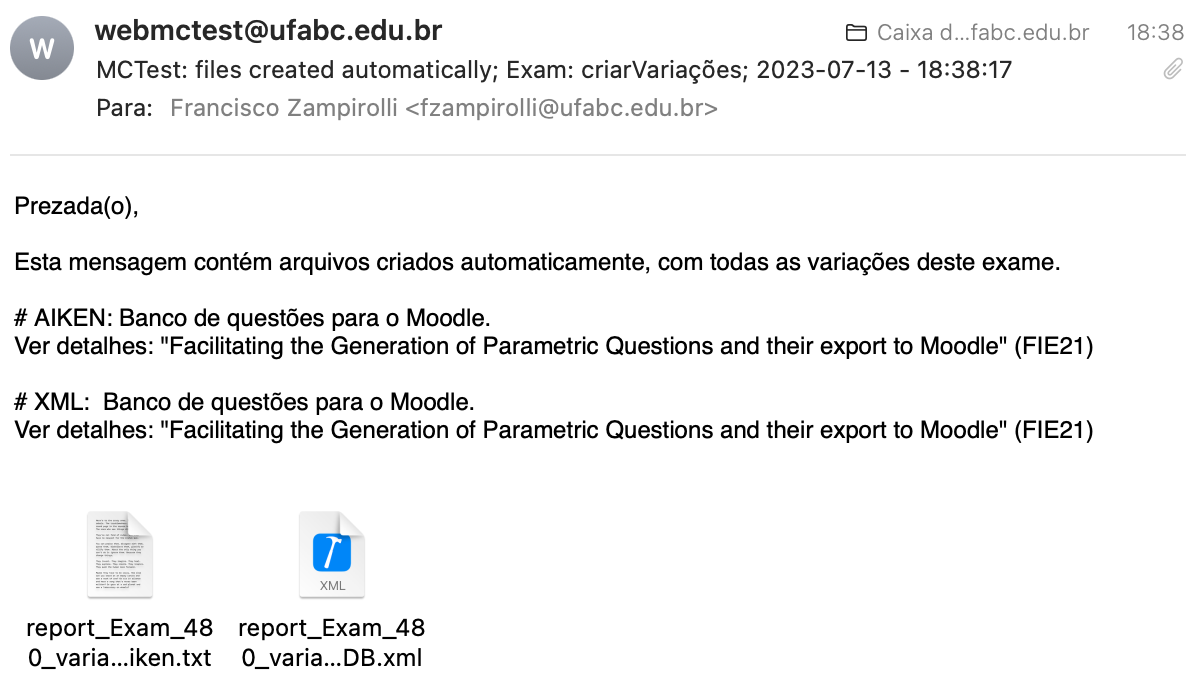 W
webmctest@ufabc.edu.br
Caixa d...fabc.edu.br
18:38
MCTest: files created automatically; Exam: criarVariações; 2023-07-13 - 18:38:17
Para: Francisco Zampirolli <fzampirolli@ufabc.edu.br>
Prezada(o),
Esta mensagem contém arquivos criados automaticamente, com todas as variações deste exame.
# AIKEN: Banco de questões para o Moodle.
Ver detalhes: "Facilitating the Generation of Parametric Questions and their export to Moodle" (FIE21)
# XML:  Banco de questões para o Moodle.
Ver detalhes: "Facilitating the Generation of Parametric Questions and their export to Moodle" (FIE21)
XML
report_Exam_48
0_varia...iken.txt
report_Exam_48
0_varia...DB.xml